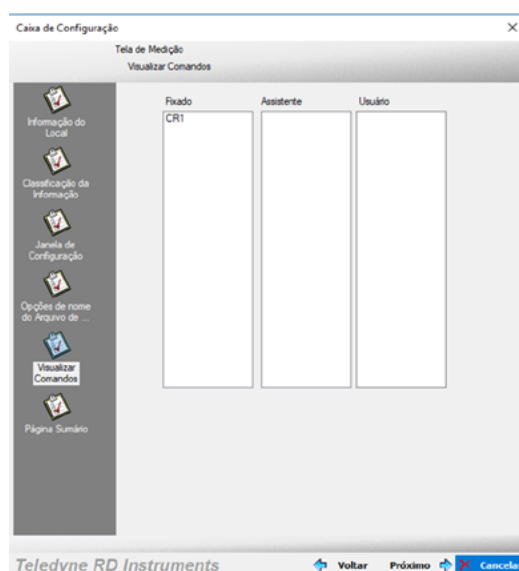 Caixa de Configuração
Tela de Medição
Visualizar Comandos
Informação do
Local
Classificação da
Informação
Janela de
Configuração
Opções de nome
do Arquivo de ...
Visualizar
Comandos
Página Sumário
Fixado Assistente Usuário
CR1
Teledyne RD Instruments
Voltar Próximo Cancelar